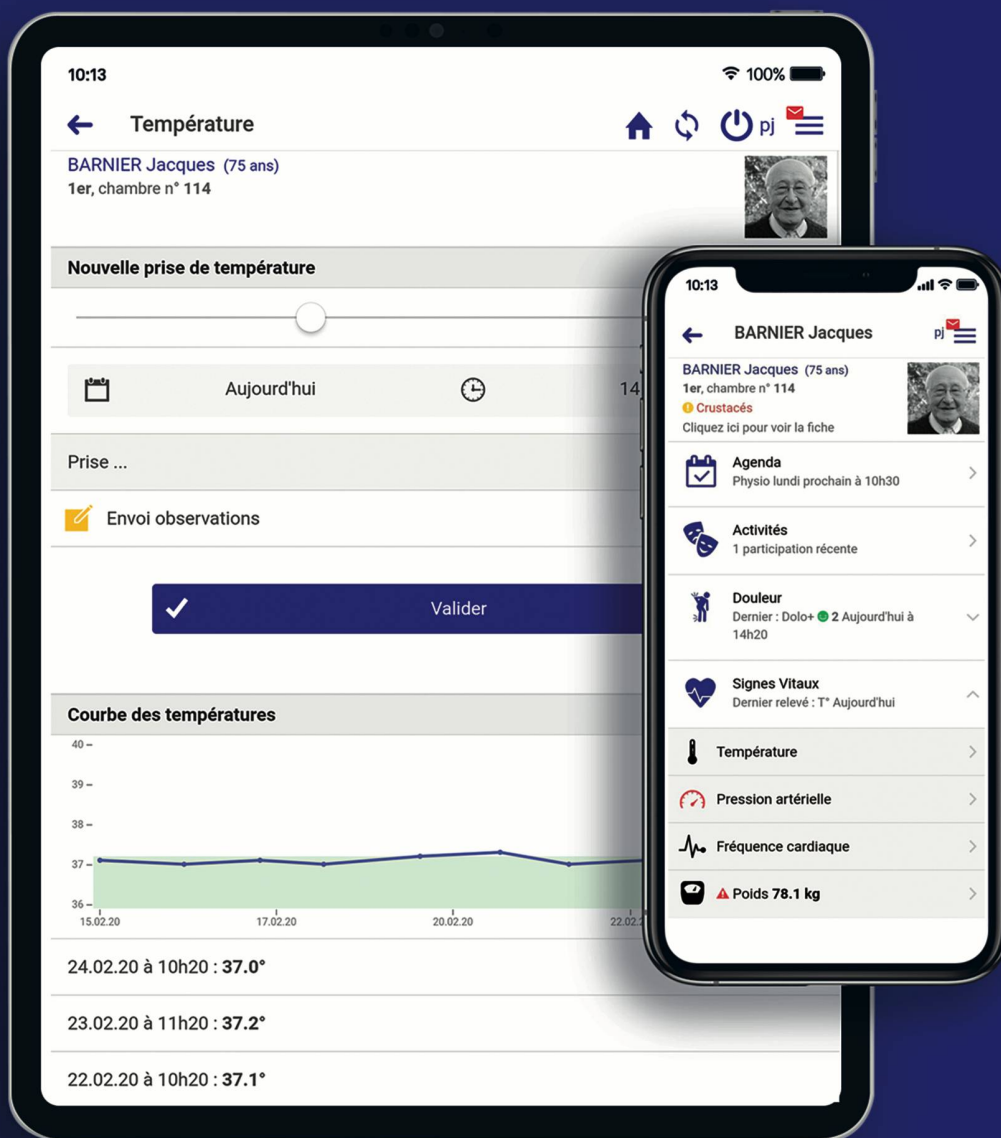 10:13
100%
Température
pj
BARNIER Jacques (75 ans)
1er, chambre n° 114
Nouvelle prise de température
Aujourd'hui
14
Prise ...
Envoi observations
Valider
Courbe des températures
40
39
38
37
36
15.02.20 17.02.20 20.02.20
24.02.20 à 10h20 : 37.0°
23.02.20 à 11h20 : 37.2°
22.02.20 à 10h20 : 37.1°
10:13
BARNIER Jacques
pj
BARNIER Jacques (75 ans)
1er, chambre n° 114
Crustacés
Cliquez ici pour voir la fiche
Agenda
Physio lundi prochain à 10h30
Activités
1 participation récente
Douleur
Dernier : Dolo+ 2 Aujourd'hui à
14h20
Signes Vitaux
Dernier relevé : T° Aujourd'hui
Température
Pression artérielle
Fréquence cardiaque
Poids 78.1 kg